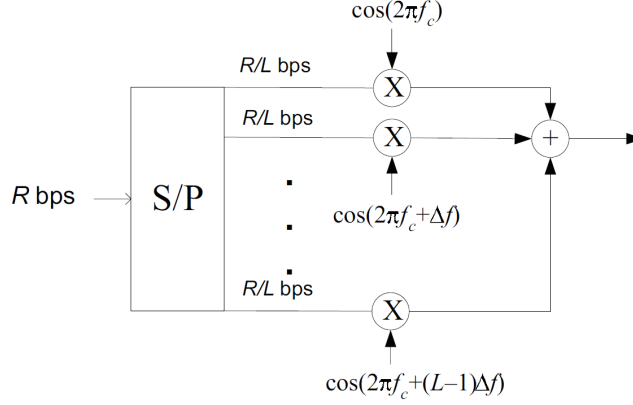 cos(2πf_c)
R/L bps
X
R/L bps
X
+
R bps
S/P
cos(2πf_c+Δf)
R/L bps
X
cos(2πf_c+(L−1)Δf)